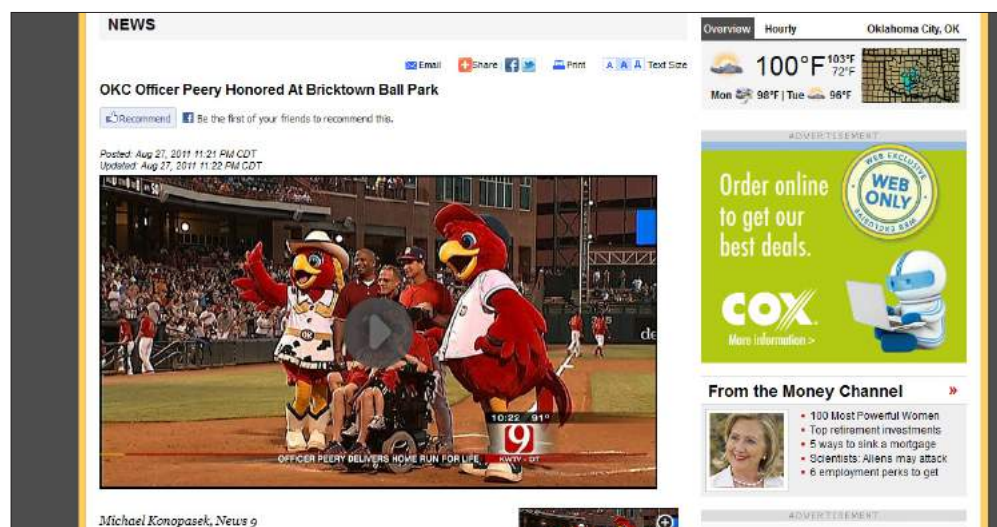 NEWS
Email Share Print A A A Text Size
OKC Officer Peery Honored At Bricktown Ball Park
Recommend Be the first of your friends to recommend this.
Posted: Aug 27, 2011 11:21 PM CDT
Updated: Aug 27, 2011 11:22 PM CDT
10:22 91°
9
OFFICER PEERY DELIVERS HOME RUN FOR LIFE KWTV - DT
Michael Konopasek, News 9
Overview Hourly Oklahoma City, OK
100°F 103°F
72°F
Mon 98°F | Tue 96°F
ADVERTISEMENT
Order online
to get our
best deals.
WEB EXCLUSIVE
WEB
ONLY
WEB EXCLUSIVE
COX
More information >
From the Money Channel »
100 Most Powerful Women
Top retirement investments
5 ways to sink a mortgage
Scientists: Aliens may attack
6 employment perks to get
ADVERTISEMENT